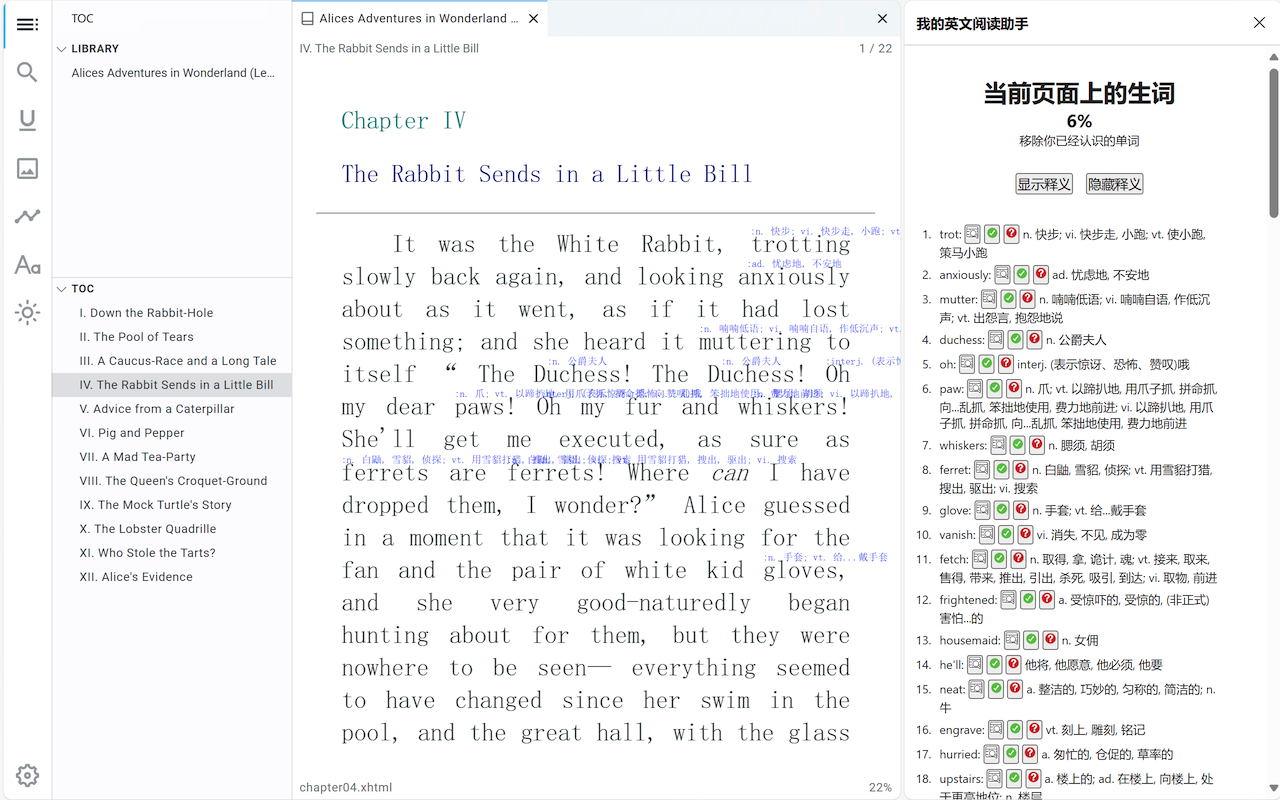 TOC
LIBRARY
Alices Adventures in Wonderland (Le...
TOC
I. Down the Rabbit-Hole
II. The Pool of Tears
III. A Caucus-Race and a Long Tale
IV. The Rabbit Sends in a Little Bill
V. Advice from a Caterpillar
VI. Pig and Pepper
VII. A Mad Tea-Party
VIII. The Queen's Croquet-Ground
IX. The Mock Turtle's Story
X. The Lobster Quadrille
XI. Who Stole the Tarts?
XII. Alice's Evidence
Alices Adventures in Wonderland ...
IV. The Rabbit Sends in a Little Bill
1 / 22
Chapter IV
The Rabbit Sends in a Little Bill
:n. 快步; vi. 快步走, 小跑; vt
It was the White Rabbit, trotting
:ad. 忧虑地, 不安地
slowly back again, and looking anxiously
about as it went, as if it had lost
:n. 喃喃低语; vi. 喃喃自语, 作低沉声; vt.
something; and she heard it muttering to
:n. 公爵夫人 :n. 公爵夫人 :interj. (表示惊
itself “ The Duchess! The Duchess! Oh
my dear paws! Oh my fur and whiskers!
She’ll get me executed, as sure as
:n. 白鼬, 雪貂, 侦探; vt. 用雪貂打猎, 搜出, 驱出; vi. 搜索
ferrets are ferrets! Where can I have
dropped them, I wonder?” Alice guessed
in a moment that it was looking for the
:n. 手套; vt. 给...戴手套
fan and the pair of white kid gloves,
and she very good—naturedly began
hunting about for them, but they were
nowhere to be seen—— everything seemed
to have changed since her swim in the
pool, and the great hall, with the glass
chapter04.xhtml
22%
我的英文阅读助手
当前页面上的生词
6%
移除你已经认识的单词
显示释义 隐藏释义
1. trot: n. 快步; vi. 快步走, 小跑; vt. 使小跑,
策马小跑
2. anxiously: ad. 忧虑地, 不安地
3. mutter: n. 喃喃低语; vi. 喃喃自语, 作低沉
声; vt. 出怨言, 抱怨地说
4. duchess: n. 公爵夫人
5. oh: interj. (表示惊讶、恐怖、赞叹)哦
6. paw: n. 爪; vt. 以蹄扒地, 用爪子抓, 拼命抓,
向...乱抓, 笨拙地使用, 费力地前进; vi. 以蹄扒地, 用爪
子抓, 拼命抓, 向...乱抓, 笨拙地使用, 费力地前进
7. whiskers: n. 腮须, 胡须
8. ferret: n. 白鼬, 雪貂, 侦探; vt. 用雪貂打猎,
搜出, 驱出; vi. 搜索
9. glove: n. 手套; vt. 给...戴手套
10. vanish: vi. 消失, 不见, 成为零
11. fetch: n. 取得, 拿, 诡计, 魂; vt. 接来, 取来,
售得, 带来, 推出, 引出, 杀死, 吸引, 到达; vi. 取物, 前进
12. frightened: a. 受惊吓的, 受惊的, (非正式)
害怕...的
13. housemaid: n. 女佣
14. he'll: 他将, 他愿意, 他必须, 他要
15. neat: a. 整洁的, 巧妙的, 匀称的, 简洁的; n.
牛
16. engrave: vt. 刻上, 雕刻, 铭记
17. hurried: a. 匆忙的, 仓促的, 草率的
18. upstairs: a. 楼上的; ad. 在楼上, 向楼上, 处
于更高地位; n. 楼层